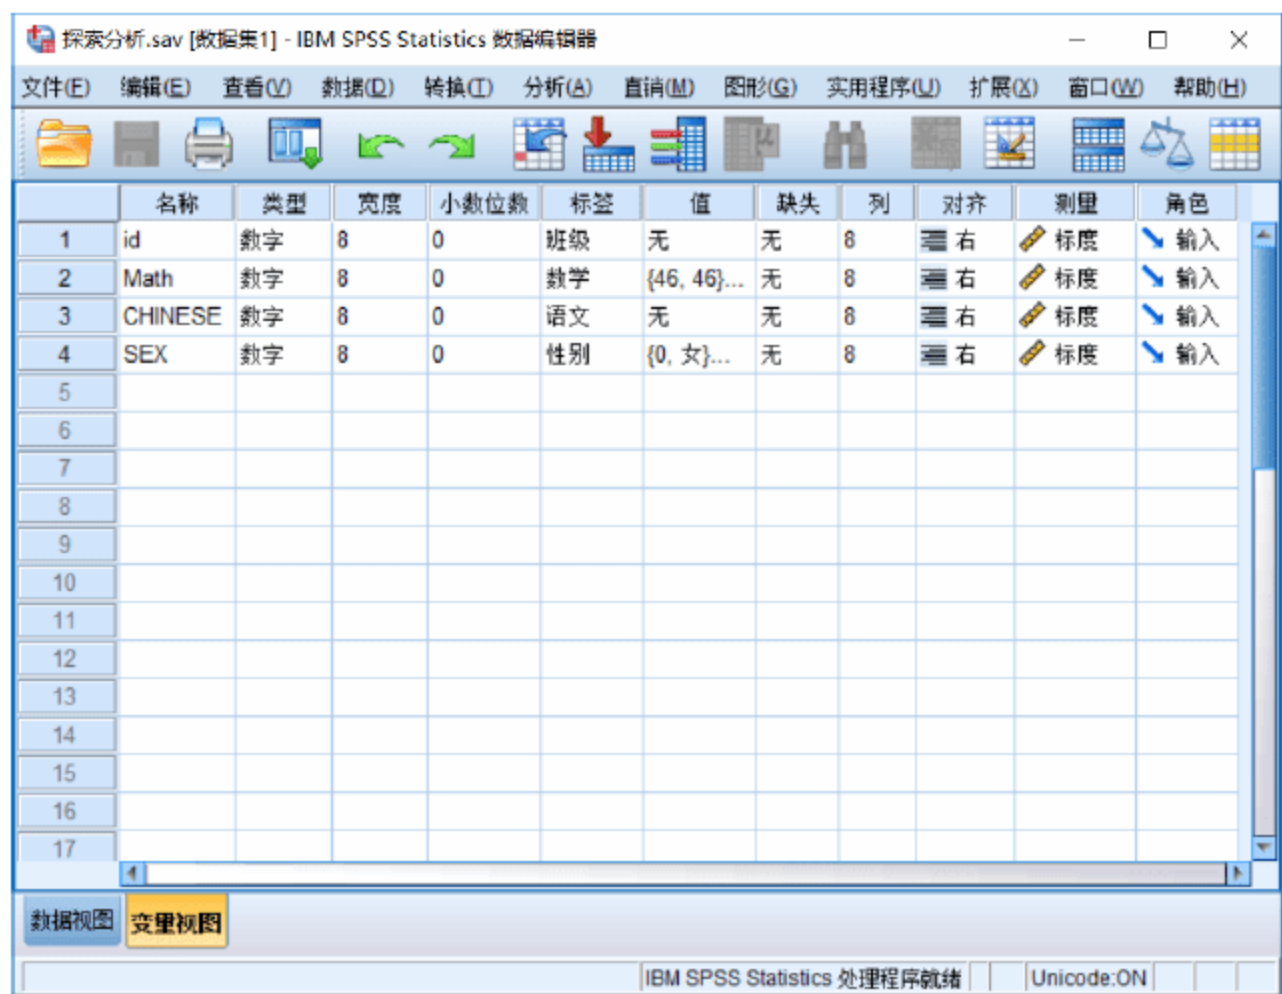 探索分析.sav [数据集1] - IBM SPSS Statistics 数据编辑器
文件(F) 编辑(E) 查看(V) 数据(D) 转换(T) 分析(A) 直销(M) 图形(G) 实用程序(U) 扩展(X) 窗口(W) 帮助(H)
名称 类型 宽度 小数位数 标签 值 缺失 列 对齐 测量 角色
1 id 数字 8 0 班级 无 无 8 右 标度 输入
2 Math 数字 8 0 数学 {46, 46}... 无 8 右 标度 输入
3 CHINESE 数字 8 0 语文 无 无 8 右 标度 输入
4 SEX 数字 8 0 性别 {0, 女}... 无 8 右 标度 输入
5
6
7
8
9
10
11
12
13
14
15
16
17
数据视图 变量视图
IBM SPSS Statistics 处理程序就绪 Unicode:ON